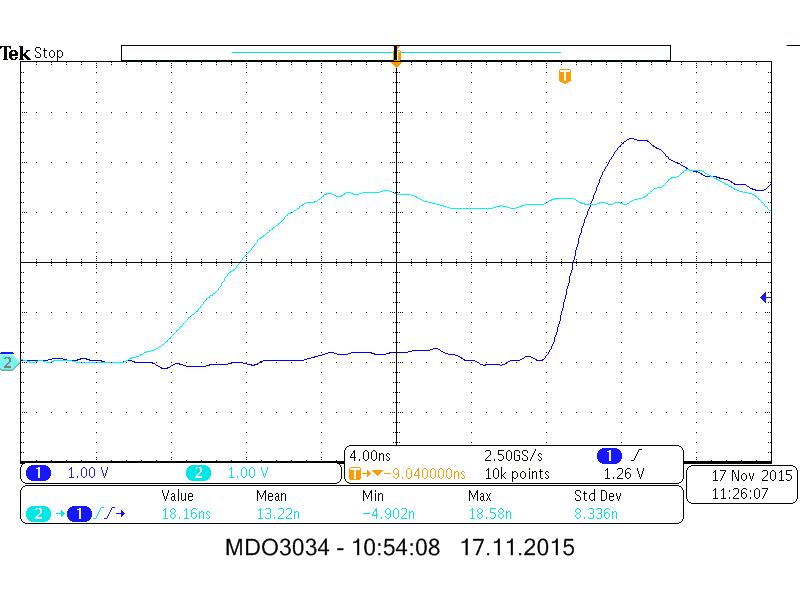 Tek Stop
T
2
1 1.00 V 2 1.00 V
4.00ns 2.50GS/s 1
T→▼-9.040000ns 10k points 1.26 V
17 Nov 2015
11:26:07
Value Mean Min Max Std Dev
2 → 1 18.16ns 13.22n -4.902n 18.58n 8.336n
MDO3034 - 10:54:08 17.11.2015